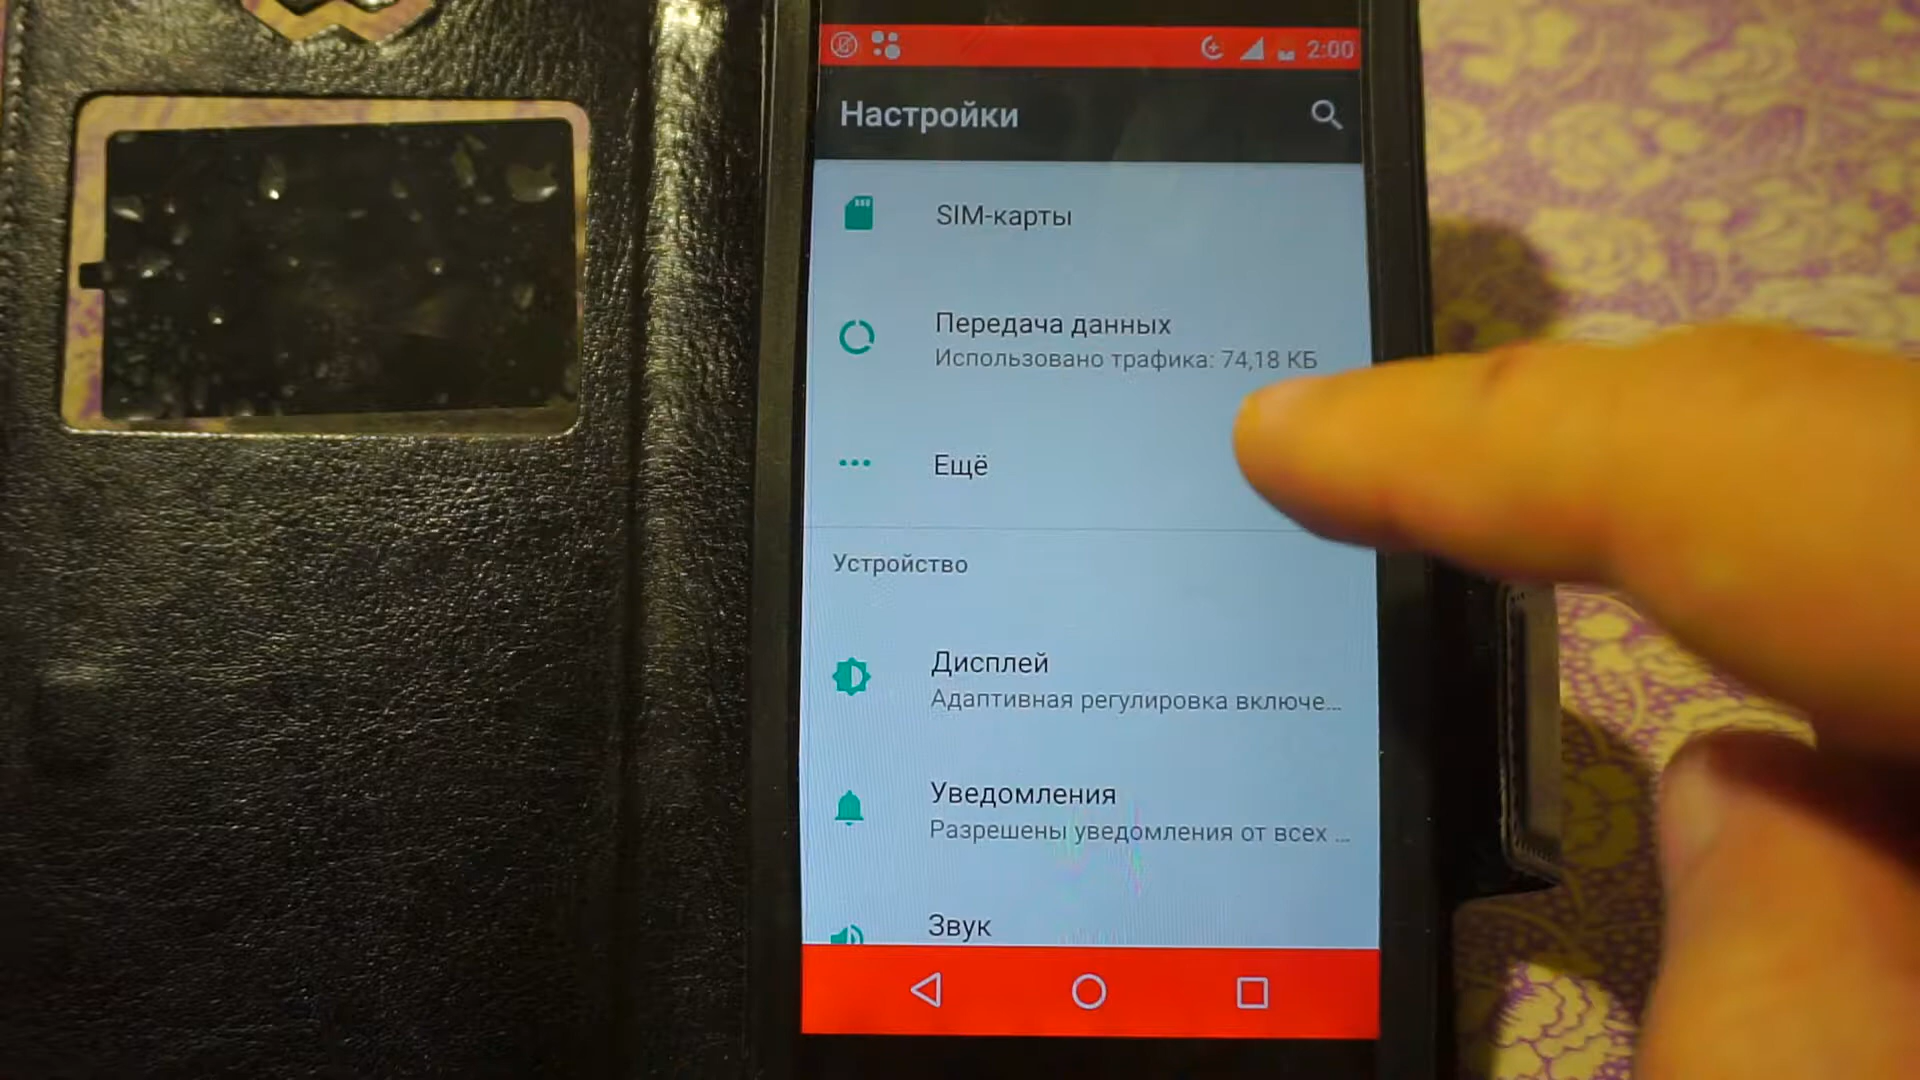 2:00
Настройки
SIM-карты
Передача данных
Использовано трафика: 74,18 КБ
Ещё
Устройство
Дисплей
Адаптивная регулировка включе...
Уведомления
Разрешены уведомления от всех ...
Звук